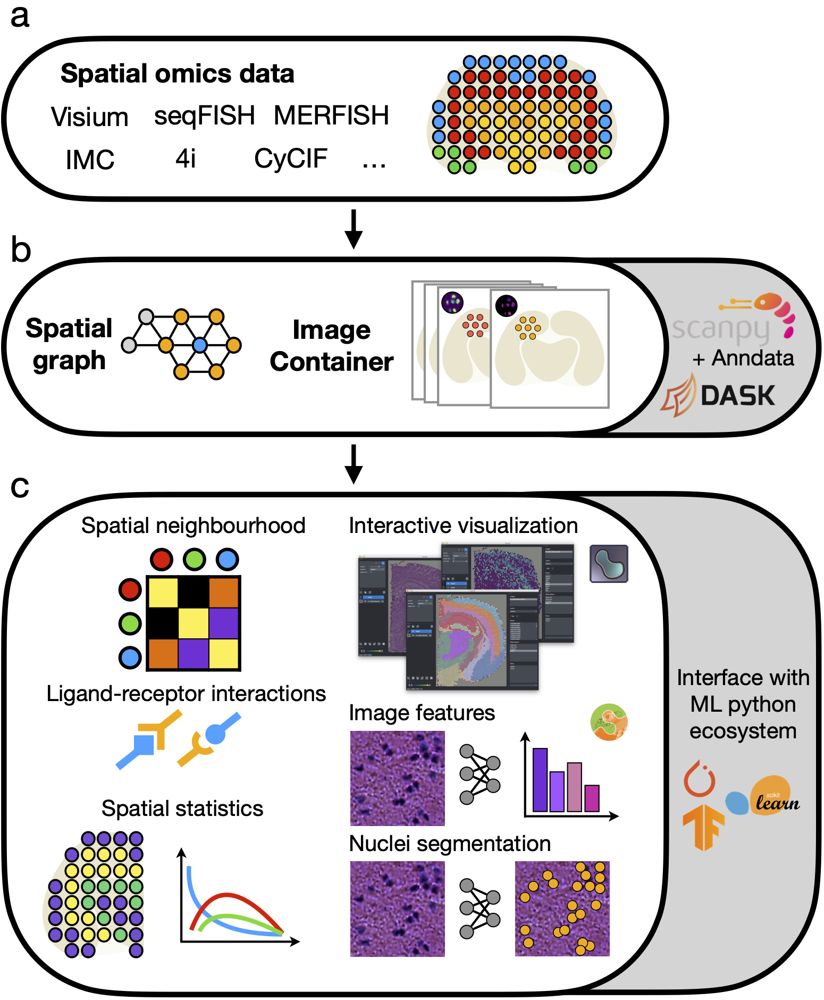 a
Spatial omics data
Visium seqFISH MERFISH
IMC 4i CyCIF ...
b
Spatial
graph
Image
Container
scanpy
+ Anndata
DASK
c
Spatial neighbourhood
Interactive visualization
Ligand-receptor interactions
Image features
Spatial statistics
Nuclei segmentation
Interface with
ML python
ecosystem
scikit
learn